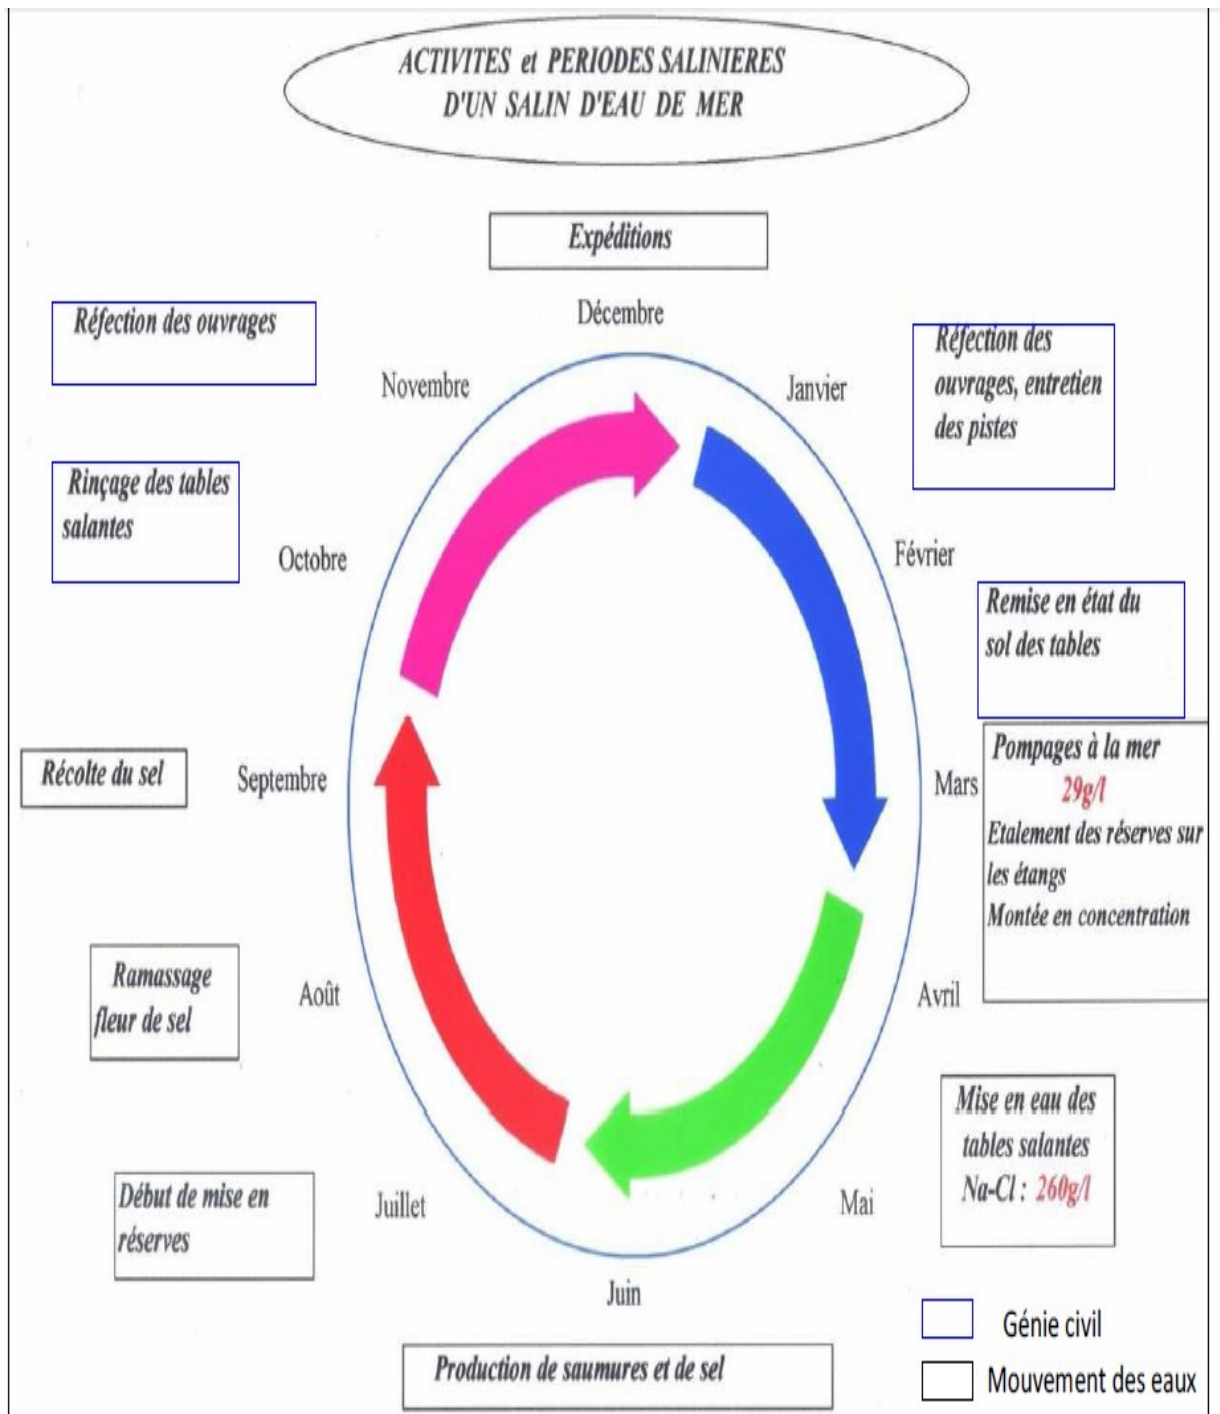 ACTIVITES et PERIODES SALINIERES
D'UN SALIN D'EAU DE MER
Expéditions
Décembre
Réfection des ouvrages
Novembre
Janvier
Réfection des
ouvrages, entretien
des pistes
Rinçage des tables
salantes
Octobre
Février
Remise en état du
sol des tables
Récolte du sel
Septembre
Mars
Pompages à la mer
29g/l
Etalement des réserves sur
les étangs
Montée en concentration
Ramassage
fleur de sel
Août
Avril
Mise en eau des
tables salantes
Na-Cl : 260g/l
Début de mise en
réserves
Juillet
Mai
Juin
Production de saumures et de sel
Génie civil
Mouvement des eaux